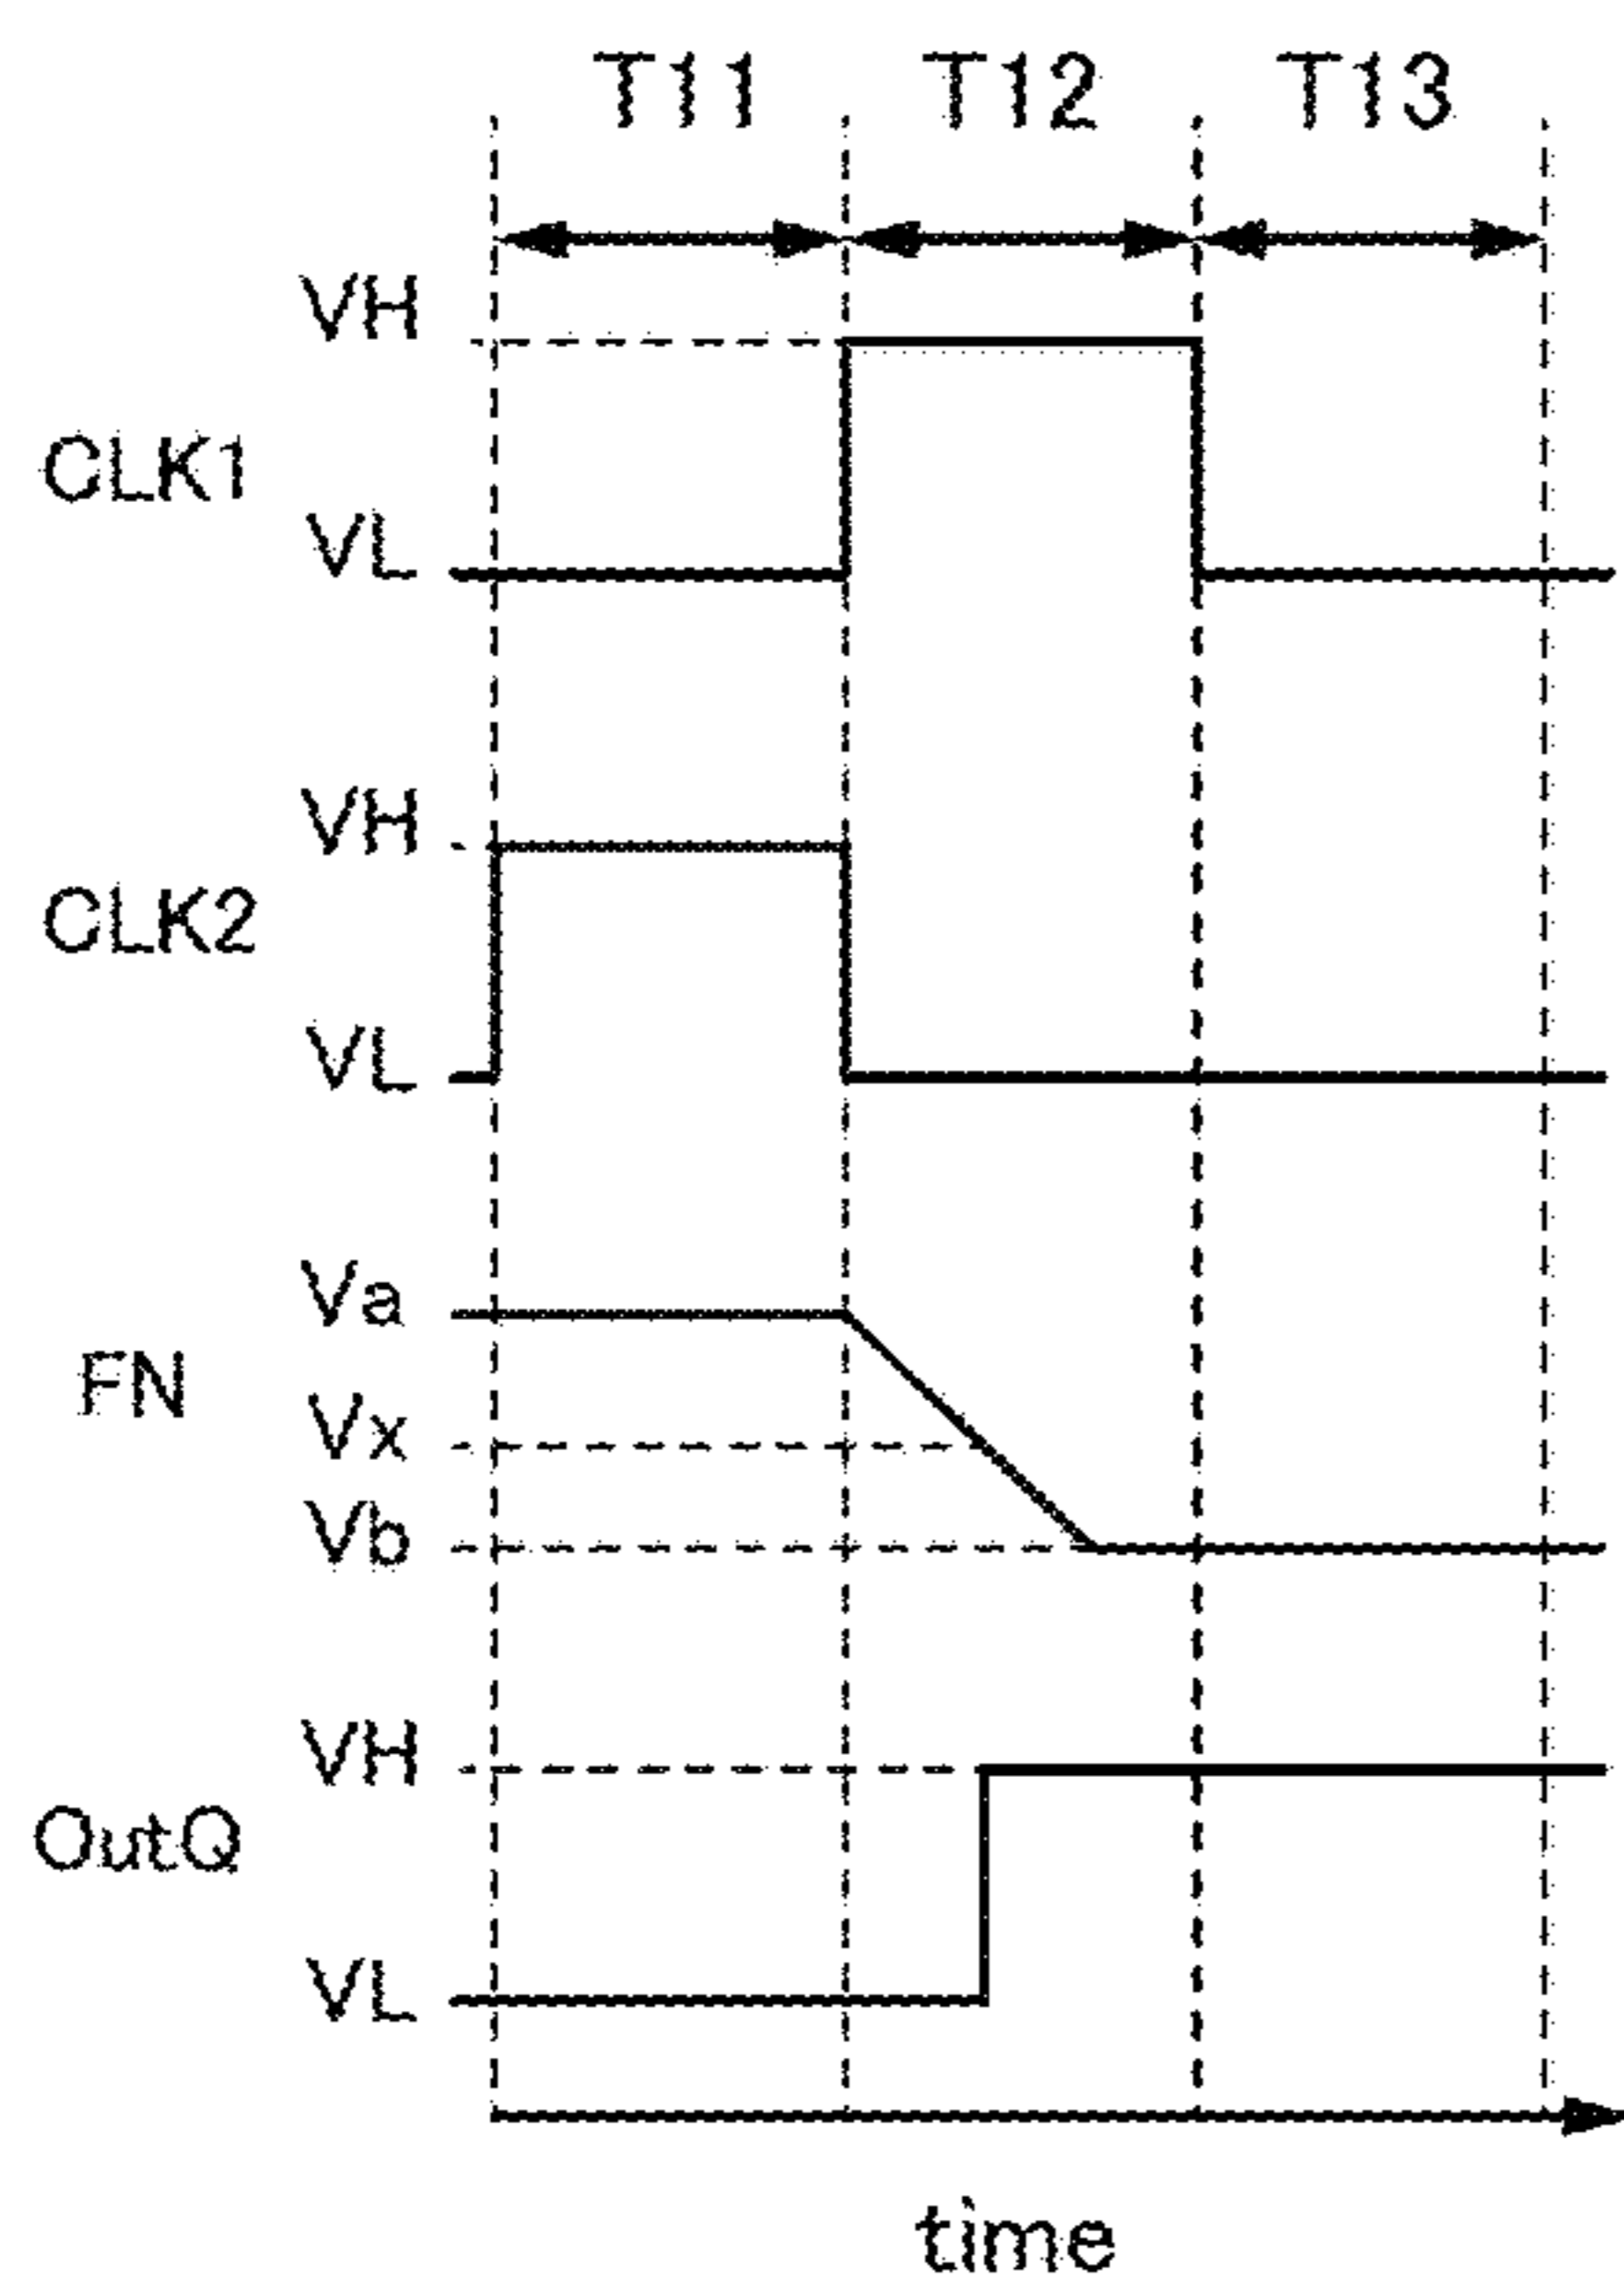 T11 T12 T13
VH
CLK1
VL
VH
CLK2
VL
Va
FN
Vx
Vb
VH
OutQ
VL
time